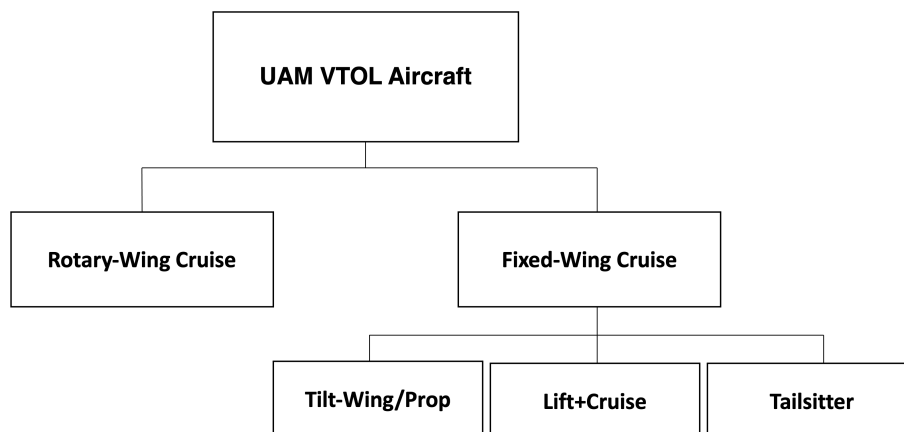 UAM VTOL Aircraft
Rotary-Wing Cruise
Fixed-Wing Cruise
Tilt-Wing/Prop
Lift+Cruise
Tailsitter